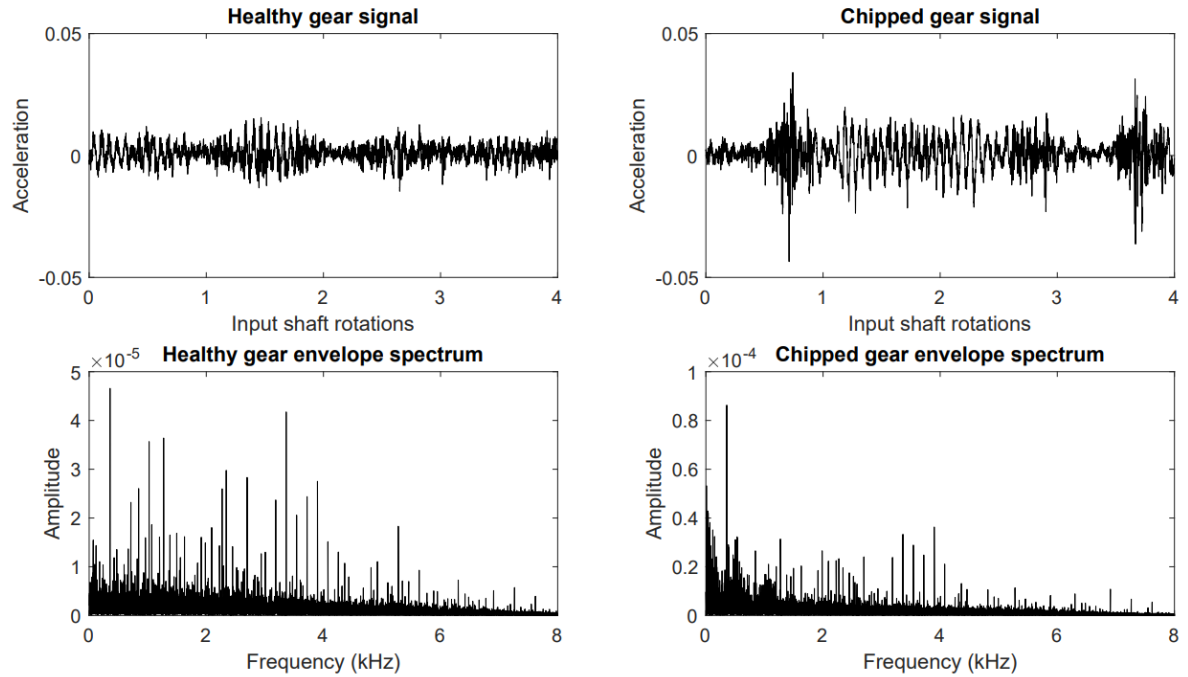 Healthy gear signal
0.05
0
-0.05
Acceleration
0 1 2 3 4
Input shaft rotations
Chipped gear signal
0.05
0
-0.05
Acceleration
0 1 2 3 4
Input shaft rotations
×10-5
Healthy gear envelope spectrum
5
4
3
2
1
0
Amplitude
0 2 4 6 8
Frequency (kHz)
×10-4
Chipped gear envelope spectrum
1
0.8
0.6
0.4
0.2
0
Amplitude
0 2 4 6 8
Frequency (kHz)